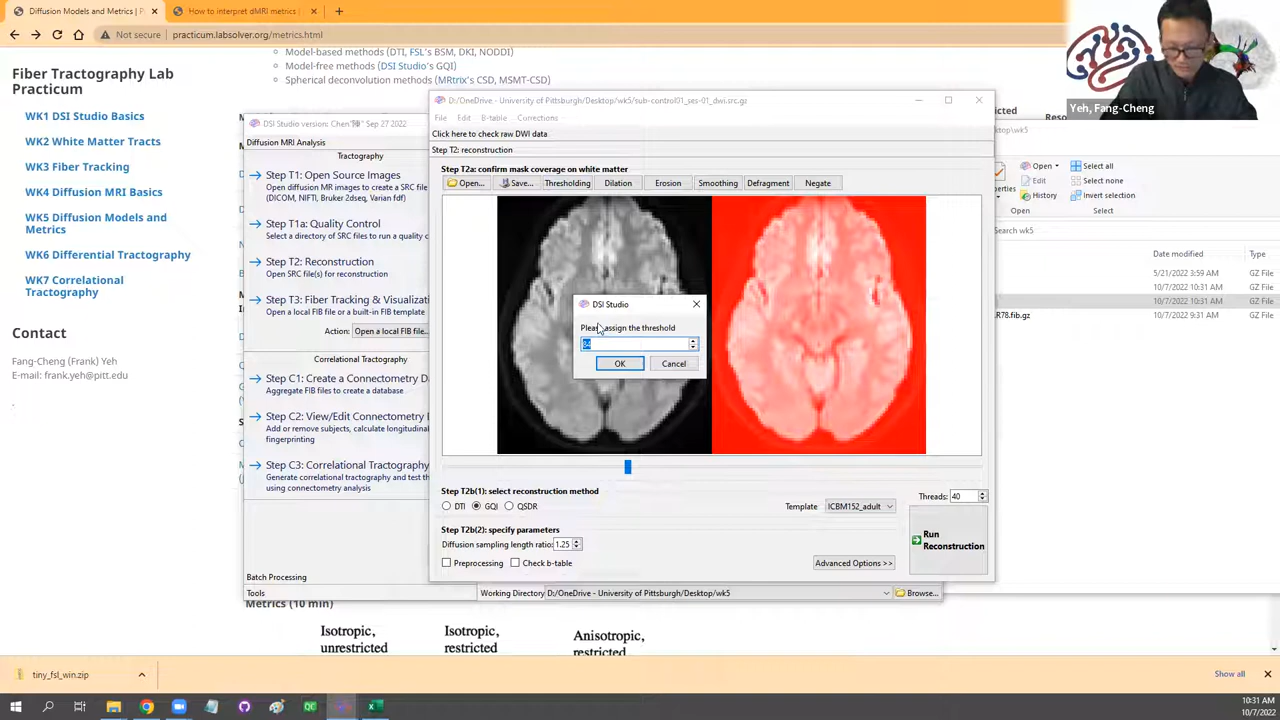 Diffusion Models and Metrics | P
How to interpret dMRI metrics |
Not secure
practicum.labsolver.org/metrics.html
Fiber Tractography Lab
Practicum
WK1 DSI Studio Basics
WK2 White Matter Tracts
WK3 Fiber Tracking
WK4 Diffusion MRI Basics
WK5 Diffusion Models and
Metrics
WK6 Differential Tractography
WK7 Correlational
Tractography
Contact
Fang-Cheng (Frank) Yeh
E-mail: frank.yeh@pitt.edu
Model-based methods (DTI, FSL's BSM, DKI, NODDI)
Model-free methods (DSI Studio's GQI)
Spherical deconvolution methods (MRtrix's CSD, MSMT-CSD)
Yeh, Fang-Cheng
DSI Studio version: Chen
Sep 27 2022
Diffusion MRI Analysis
Tractography
Step T1: Open Source Images
Open diffusion MR images to create a SRC file
(DICOM, NIFTI, Bruker 2dseq, Varian fdf)
Step T1a: Quality Control
Select a directory of SRC files to run a quality c
Step T2: Reconstruction
Open SRC file(s) for reconstruction
Step T3: Fiber Tracking & Visualizati
Open a local FIB file or a built-in FIB template
Action:
Open a local FIB file...
Correlational Tractography
Step C1: Create a Connectometry D
Aggregate FIB files to create a database
Step C2: View/Edit Connectometry
Add or remove subjects, calculate longitudinal
fingerprinting
Step C3: Correlational Tractography
Generate correlational tractography and test th
using connectometry analysis
Batch Processing
Tools
Working Directory
D:/OneDrive - University of Pittsburgh/Desktop/wk5
Browse...
D:/OneDrive - University of Pittsburgh/Desktop/wk5/sub-control01_ses-01_dwi.src.gz
File Edit B-table Corrections
Click here to check raw DWI data
Step T2: reconstruction
Step T2a: confirm mask coverage on white matter
Open... Save... Thresholding Dilation Erosion Smoothing Defragment Negate
DSI Studio
Please assign the threshold
OK
Cancel
Step T2b(1): select reconstruction method
DTI GQI QSDR
Template
ICBM152_adult
Threads: 40
Step T2b(2): specify parameters
Diffusion sampling length ratio: 1.25
Preprocessing
Check b-table
Advanced Options >>
Run
Reconstruction
Open
Edit
History
Open
Select all
Select none
Invert selection
Select
Search wk5
Date modified
Type
5/21/2022 3:59 AM
GZ File
10/7/2022 10:31 AM
GZ File
10/7/2022 10:31 AM
GZ File
R78.fib.gz
10/7/2022 9:31 AM
GZ File
Metrics (10 min)
Isotropic,
unrestricted
Isotropic,
restricted
Anisotropic,
restricted
tiny_fsl_win.zip
Show all
10:31 AM
10/7/2022